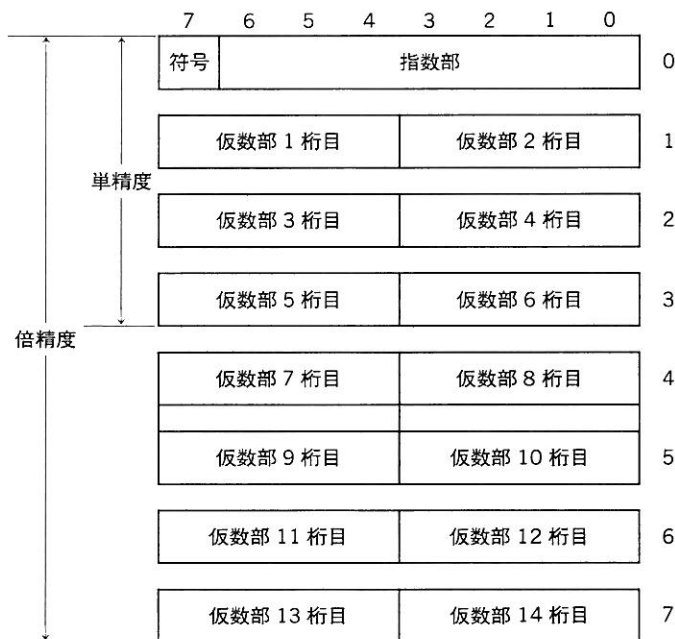 7 6 5 4 3 2 1 0
符号 指数部 0
仮数部 1 桁目 仮数部 2 桁目 1
単精度
仮数部 3 桁目 仮数部 4 桁目 2
仮数部 5 桁目 仮数部 6 桁目 3
倍精度
仮数部 7 桁目 仮数部 8 桁目 4
仮数部 9 桁目 仮数部 10 桁目 5
仮数部 11 桁目 仮数部 12 桁目 6
仮数部 13 桁目 仮数部 14 桁目 7